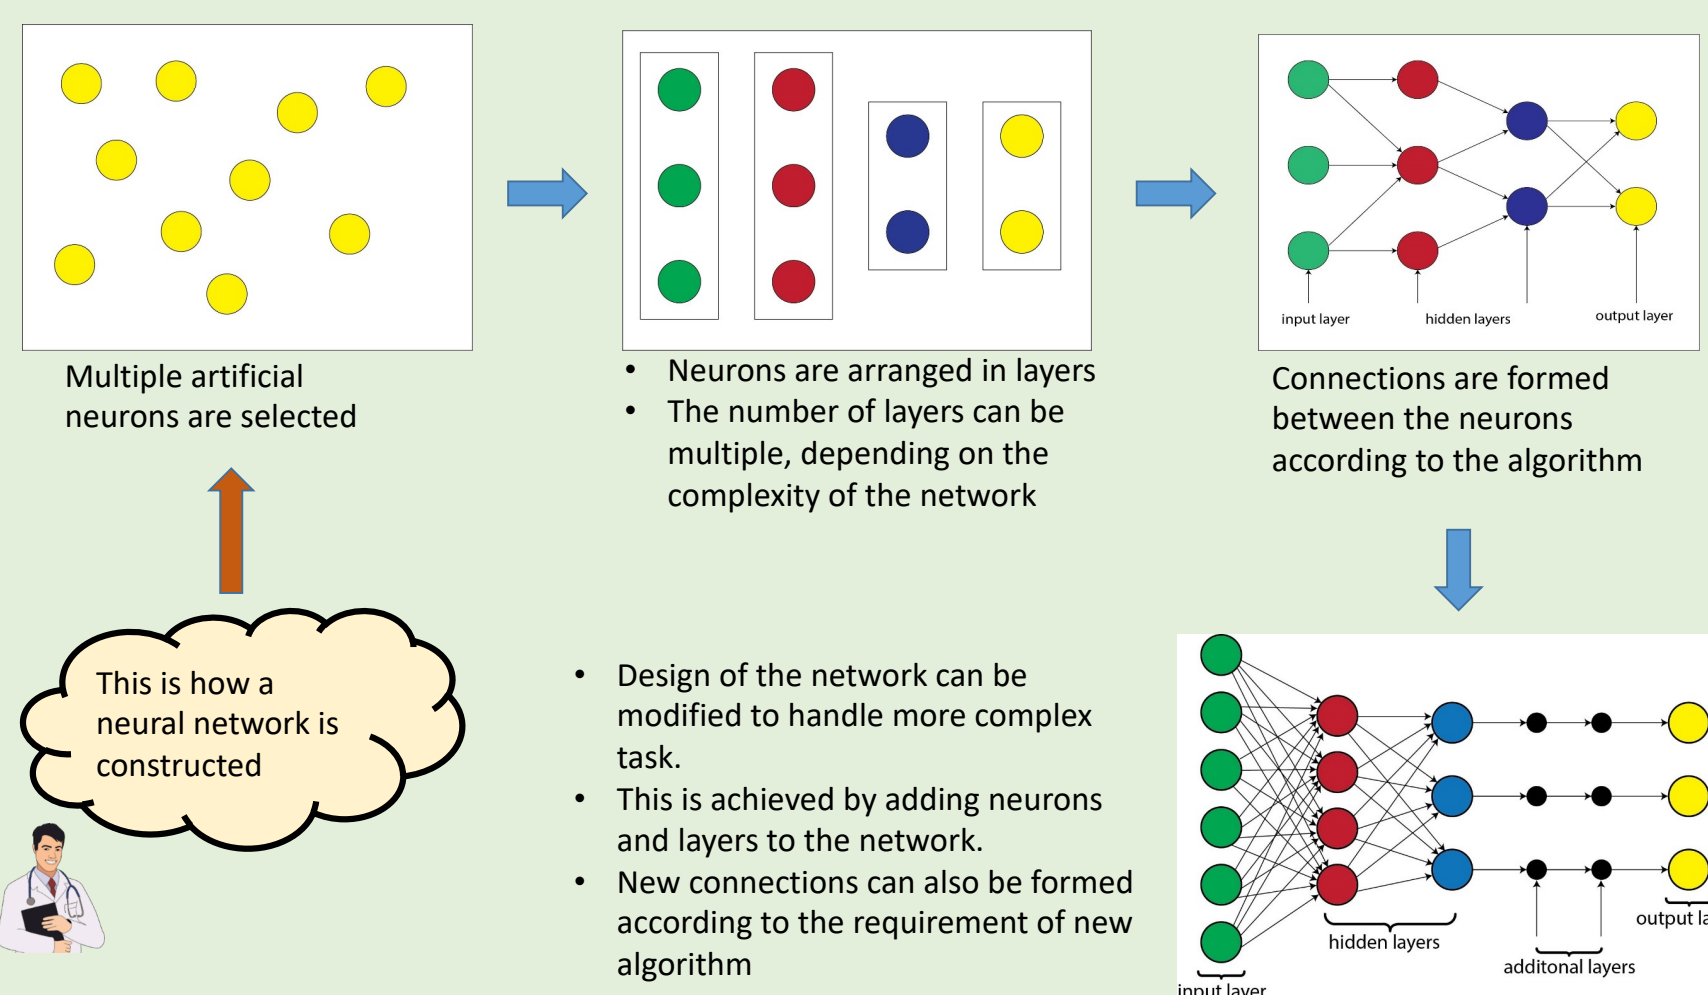 input layer
hidden layers
output layer
Multiple artificial
neurons are selected
• Neurons are arranged in layers
• The number of layers can be
multiple, depending on the
complexity of the network
Connections are formed
between the neurons
according to the algorithm
This is how a
neural network is
constructed
• Design of the network can be
modified to handle more complex
task.
• This is achieved by adding neurons
and layers to the network.
• New connections can also be formed
according to the requirement of new
algorithm
output la
hidden layers
additonal layers
input layer